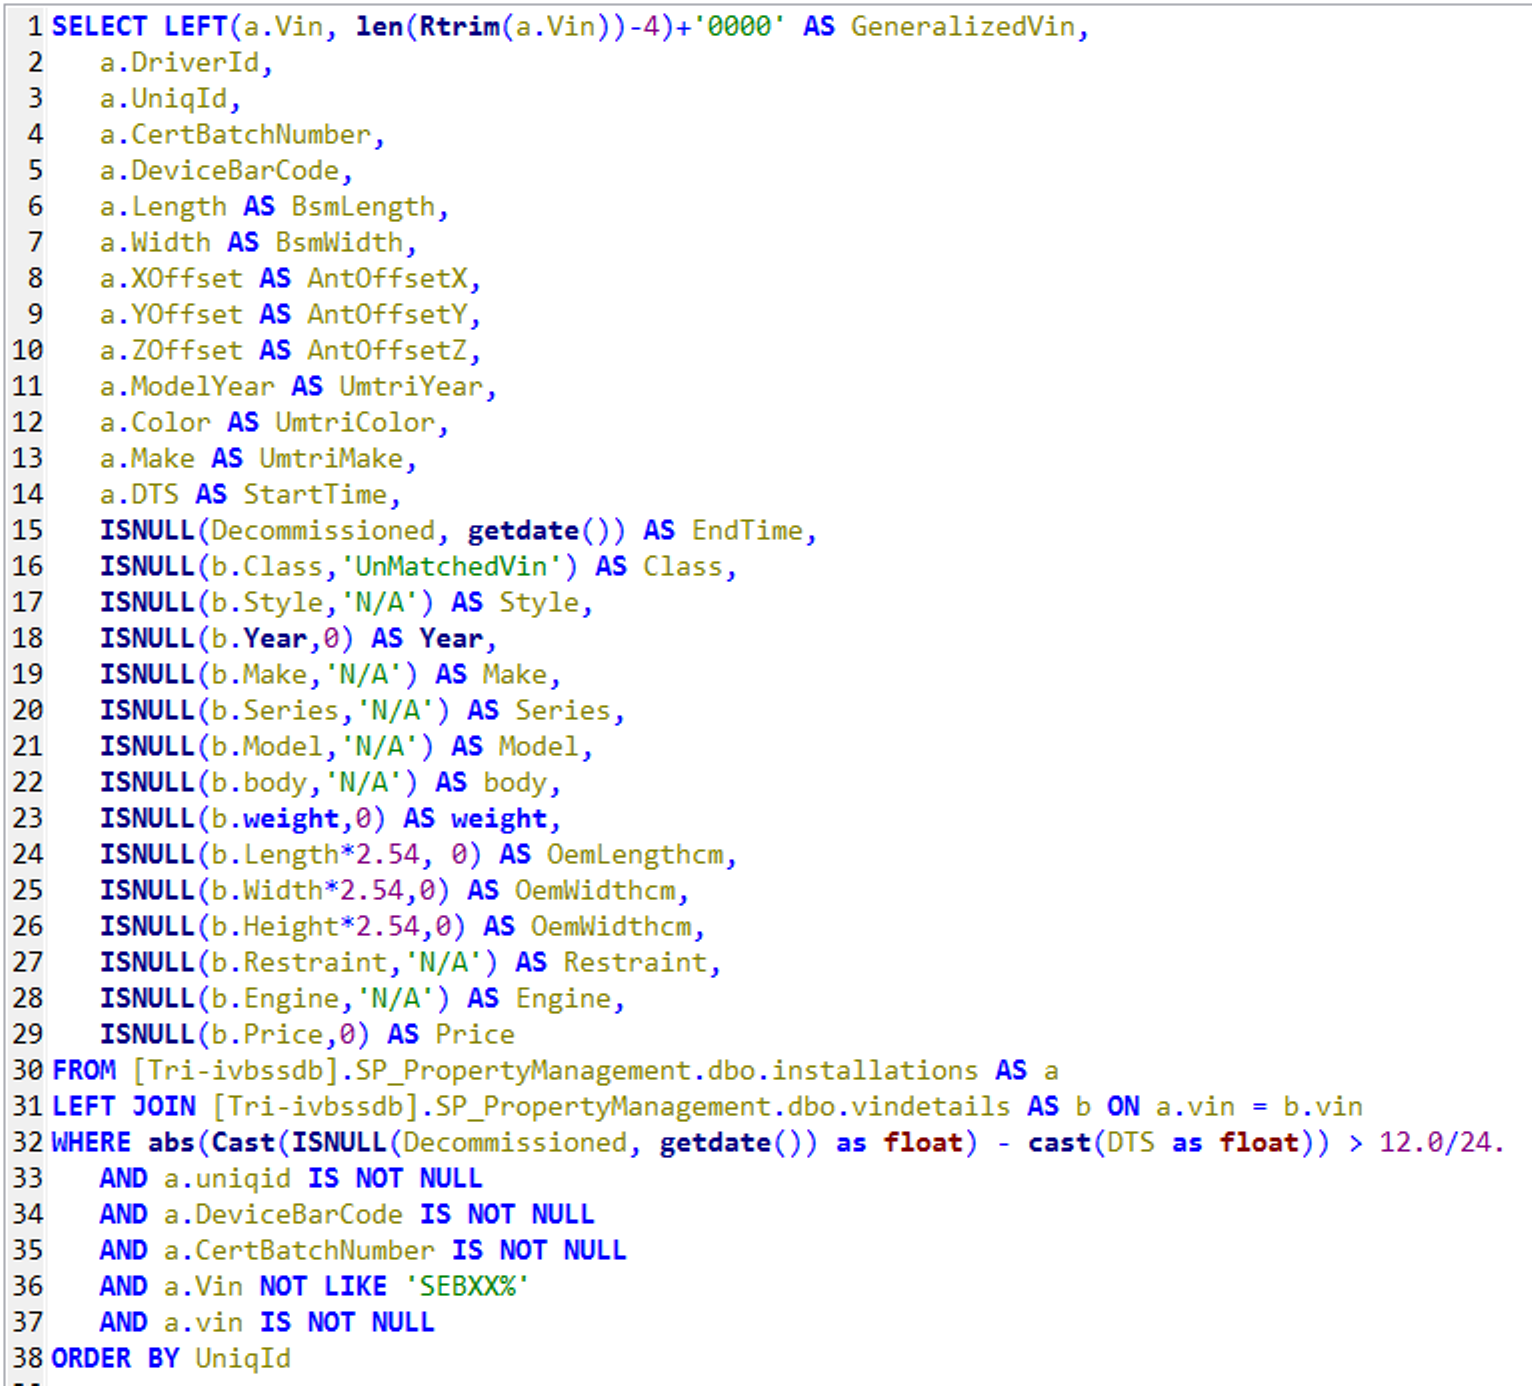 1 SELECT LEFT(a.Vin, len(Rtrim(a.Vin))-4)+'0000' AS GeneralizedVin,
2 a.DriverId,
3 a.UniqId,
4 a.CertBatchNumber,
5 a.DeviceBarCode,
6 a.Length AS BsmLength,
7 a.Width AS BsmWidth,
8 a.XOffset AS AntOffsetX,
9 a.YOffset AS AntOffsetY,
10 a.ZOffset AS AntOffsetZ,
11 a.ModelYear AS UmtriYear,
12 a.Color AS UmtriColor,
13 a.Make AS UmtriMake,
14 a.DTS AS StartTime,
15 ISNULL(Decommissioned, getdate()) AS EndTime,
16 ISNULL(b.Class,'UnMatchedVin') AS Class,
17 ISNULL(b.Style,'N/A') AS Style,
18 ISNULL(b.Year,0) AS Year,
19 ISNULL(b.Make,'N/A') AS Make,
20 ISNULL(b.Series,'N/A') AS Series,
21 ISNULL(b.Model,'N/A') AS Model,
22 ISNULL(b.body,'N/A') AS body,
23 ISNULL(b.weight,0) AS weight,
24 ISNULL(b.Length*2.54, 0) AS OemLengthcm,
25 ISNULL(b.Width*2.54,0) AS OemWidthcm,
26 ISNULL(b.Height*2.54,0) AS OemWidthcm,
27 ISNULL(b.Restraint,'N/A') AS Restraint,
28 ISNULL(b.Engine,'N/A') AS Engine,
29 ISNULL(b.Price,0) AS Price
30 FROM [Tri-ivbssdb].SP_PropertyManagement.dbo.installations AS a
31 LEFT JOIN [Tri-ivbssdb].SP_PropertyManagement.dbo.vindetails AS b ON a.vin = b.vin
32 WHERE abs(Cast(ISNULL(Decommissioned, getdate()) as float) - cast(DTS as float)) > 12.0/24.
33 AND a.uniqid IS NOT NULL
34 AND a.DeviceBarCode IS NOT NULL
35 AND a.CertBatchNumber IS NOT NULL
36 AND a.Vin NOT LIKE 'SEBXX%'
37 AND a.vin IS NOT NULL
38 ORDER BY UniqId